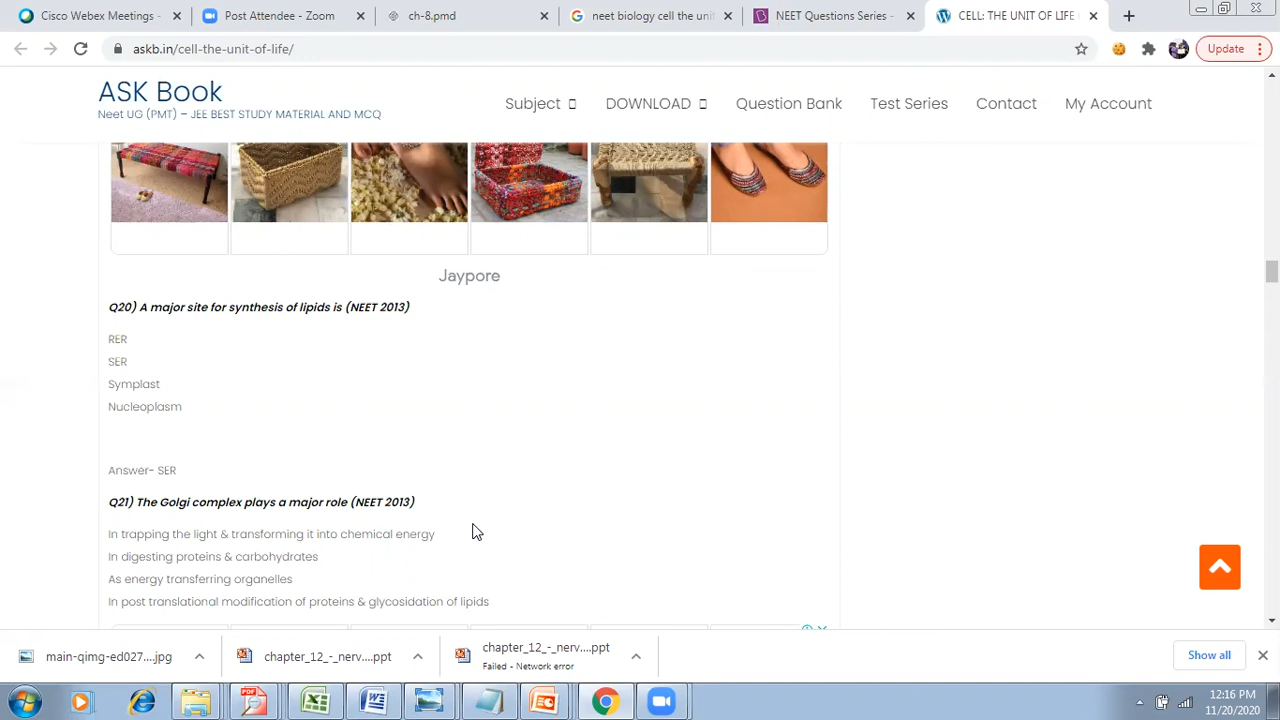 Cisco Webex Meetings -
Post Attendee - Zoom
ch-8.pmd
neet biology cell the uni
NEET Questions Series -
CELL: THE UNIT OF LIFE
askb.in/cell-the-unit-of-life/
Update
ASK Book
Neet UG (PMT) – JEE BEST STUDY MATERIAL AND MCQ
Subject
DOWNLOAD
Question Bank
Test Series
Contact
My Account
Jaypore
Q20) A major site for synthesis of lipids is (NEET 2013)
RER
SER
Symplast
Nucleoplasm
Answer- SER
Q21) The Golgi complex plays a major role (NEET 2013)
In trapping the light & transforming it into chemical energy
In digesting proteins & carbohydrates
As energy transferring organelles
In post translational modification of proteins & glycosidation of lipids
main-qimg-ed027....jpg
chapter_12_-_nerv....ppt
chapter_12_-_nerv....ppt
Failed - Network error
Show all
12:16 PM
11/20/2020